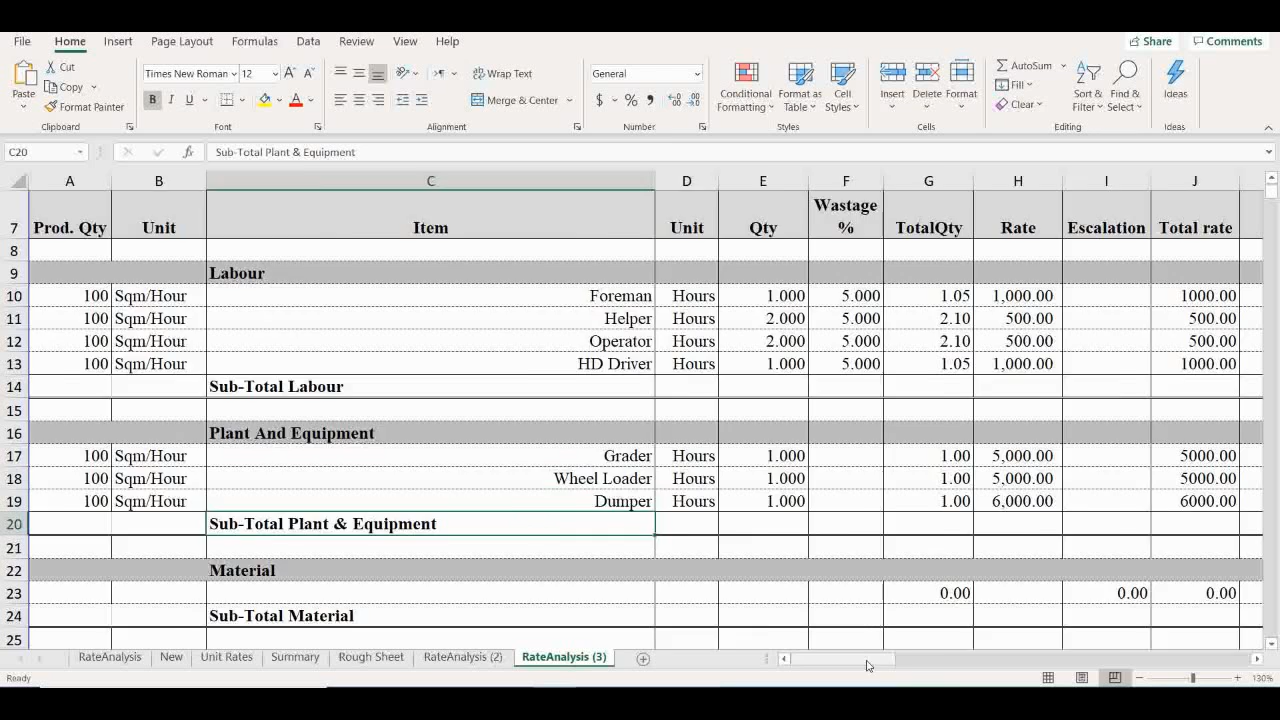 File Home Insert Page Layout Formulas Data Review View Help Share Comments
Paste Cut Copy Format Painter
Times New Roman 12
B I U A
Wrap Text
Merge & Center
General
$ % 9
Conditional Formatting Format as Table Cell Styles
Insert Delete Format
AutoSum Fill Clear
Sort & Filter Find & Select
Ideas
Clipboard Font Alignment Number Styles Cells Editing Ideas
C20 fx Sub-Total Plant & Equipment
A B C D E F G H I J
7 Prod. Qty Unit Item Unit Qty Wastage % TotalQty Rate Escalation Total rate
8
9 Labour
10 100 Sqm/Hour Foreman Hours 1.000 5.000 1.05 1,000.00 1000.00
11 100 Sqm/Hour Helper Hours 2.000 5.000 2.10 500.00 500.00
12 100 Sqm/Hour Operator Hours 2.000 5.000 2.10 500.00 500.00
13 100 Sqm/Hour HD Driver Hours 1.000 5.000 1.05 1,000.00 1000.00
14 Sub-Total Labour
15
16 Plant And Equipment
17 100 Sqm/Hour Grader Hours 1.000 1.00 5,000.00 5000.00
18 100 Sqm/Hour Wheel Loader Hours 1.000 1.00 5,000.00 5000.00
19 100 Sqm/Hour Dumper Hours 1.000 1.00 6,000.00 6000.00
20 Sub-Total Plant & Equipment
21
22 Material
23 0.00 0.00 0.00
24 Sub-Total Material
25
RateAnalysis New Unit Rates Summary Rough Sheet RateAnalysis (2) RateAnalysis (3)
Ready 130%